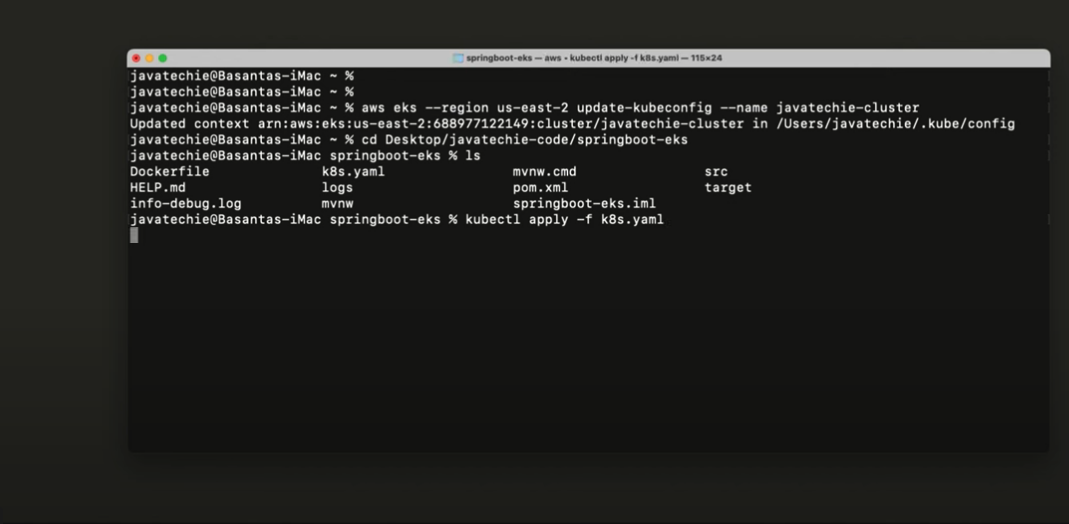 springboot-eks — aws - kubectl apply -f k8s.yaml — 115×24
javatechie@Basantas-iMac ~ %
javatechie@Basantas-iMac ~ %
javatechie@Basantas-iMac ~ % aws eks --region us-east-2 update-kubeconfig --name javatechie-cluster
Updated context arn:aws:eks:us-east-2:688977122149:cluster/javatechie-cluster in /Users/javatechie/.kube/config
javatechie@Basantas-iMac ~ % cd Desktop/javatechie-code/springboot-eks
javatechie@Basantas-iMac springboot-eks % ls
Dockerfile k8s.yaml mvnw.cmd src
HELP.md logs pom.xml target
info-debug.log mvnw springboot-eks.iml
javatechie@Basantas-iMac springboot-eks % kubectl apply -f k8s.yaml